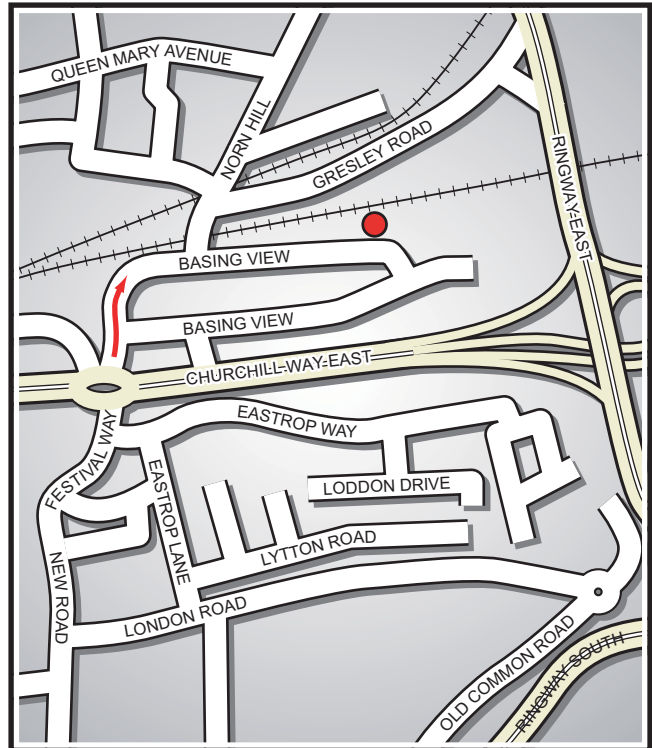 QUEEN MARY AVENUE
NORN HILL
GRESLEY ROAD
RINGWAY EAST
BASING VIEW
BASING VIEW
CHURCHILL WAY EAST
EASTROP WAY
FESTIVAL WAY
EASTROP LANE
LODDON DRIVE
LYTTON ROAD
NEW ROAD
LONDON ROAD
OLD COMMON ROAD
RINGWAY SOUTH